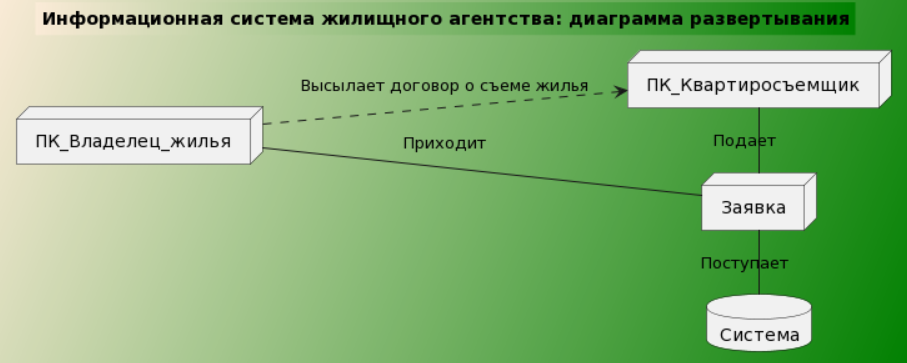 Информационная система жилищного агентства: диаграмма развертывания
Высылает договор о съеме жилья
ПК_Квартиросъемщик
ПК_Владелец_жилья
Приходит
Подает
Заявка
Поступает
Система